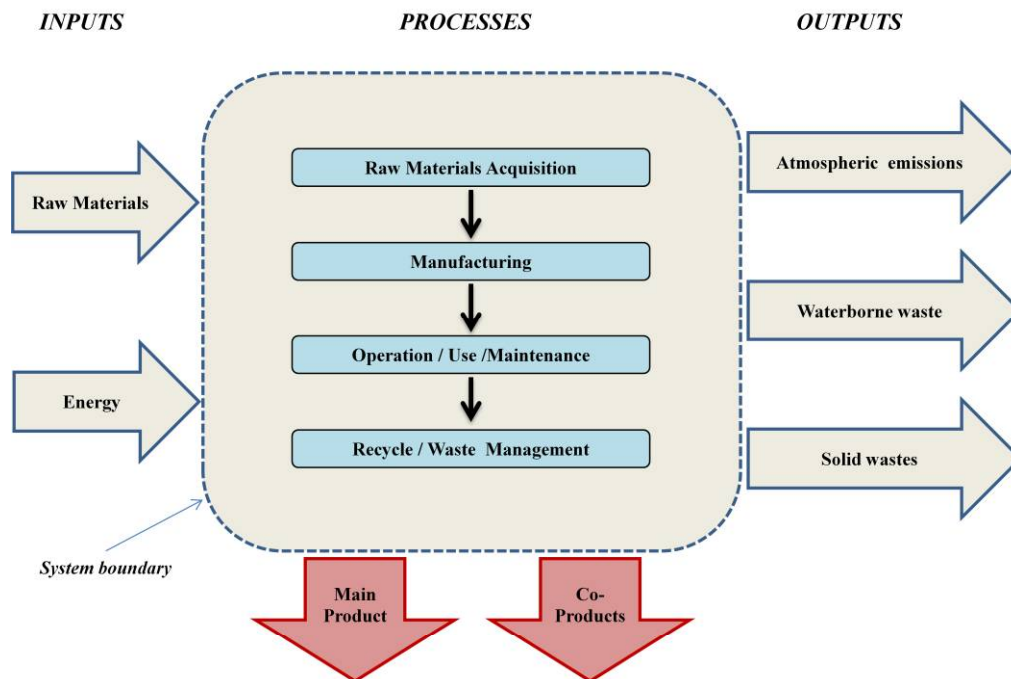 INPUTS
PROCESSES
OUTPUTS
Raw Materials
Energy
Raw Materials Acquisition
Manufacturing
Operation / Use /Maintenance
Recycle / Waste Management
Atmospheric emissions
Waterborne waste
Solid wastes
System boundary
Main
Product
Co-
Products